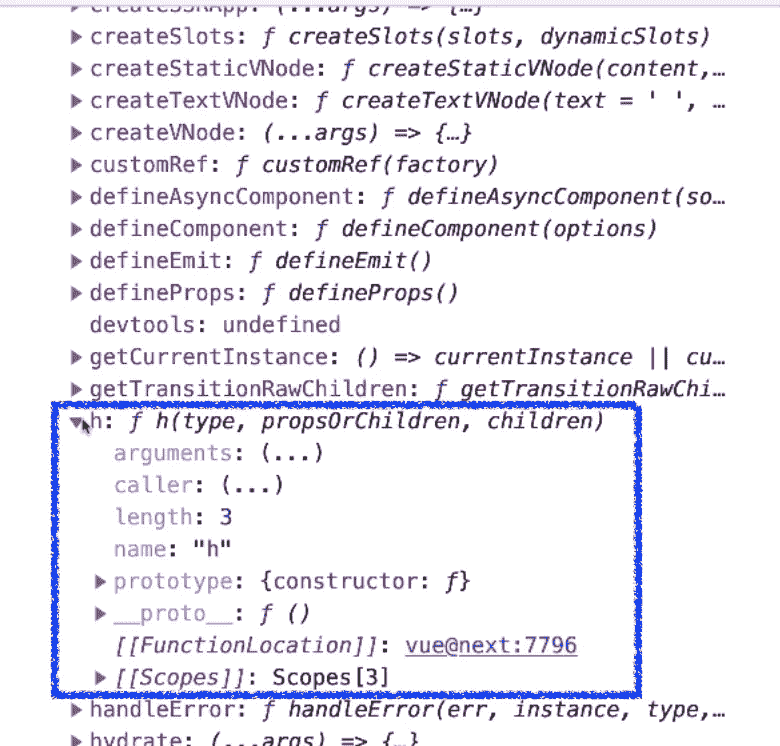 createSSRApp: (...args) => {…}
▶ createSlots: ƒ createSlots(slots, dynamicSlots)
▶ createStaticVNode: ƒ createStaticVNode(content,…
▶ createTextVNode: ƒ createTextVNode(text = ' ', …
▶ createVNode: (...args) => {…}
▶ customRef: ƒ customRef(factory)
▶ defineAsyncComponent: ƒ defineAsyncComponent(so…
▶ defineComponent: ƒ defineComponent(options)
▶ defineEmit: ƒ defineEmit()
▶ defineProps: ƒ defineProps()
devtools: undefined
▶ getCurrentInstance: () => currentInstance || cu…
▶ getTransitionRawChildren: ƒ getTransitionRawChi…
▼ h: ƒ h(type, propsOrChildren, children)
arguments: (...)
caller: (...)
length: 3
name: "h"
▶ prototype: {constructor: ƒ}
▶ __proto__: ƒ ()
[[FunctionLocation]]: vue@next:7796
▶ [[Scopes]]: Scopes[3]
▶ handleError: ƒ handleError(err, instance, type,…
▶ hydrate: (...args) => {…}